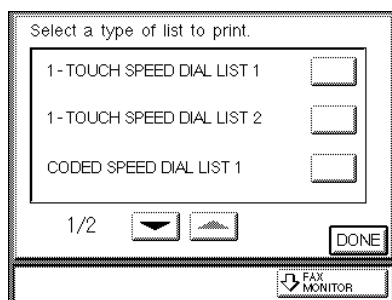 Select a type of list to print.
1-TOUCH SPEED DIAL LIST 1
1-TOUCH SPEED DIAL LIST 2
CODED SPEED DIAL LIST 1
1/2
DONE
FAX
MONITOR